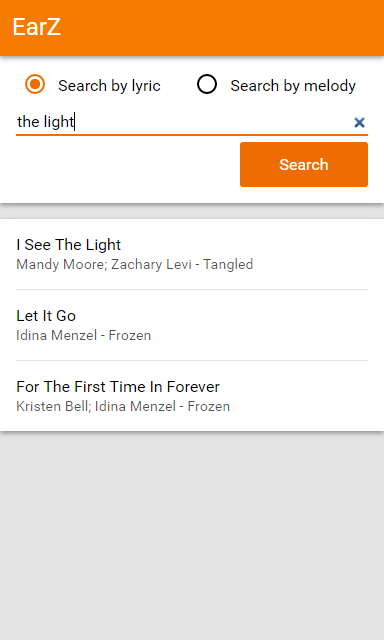 EarZ
Search by lyric
Search by melody
the light
Search
I See The Light
Mandy Moore; Zachary Levi - Tangled
Let It Go
Idina Menzel - Frozen
For The First Time In Forever
Kristen Bell; Idina Menzel - Frozen